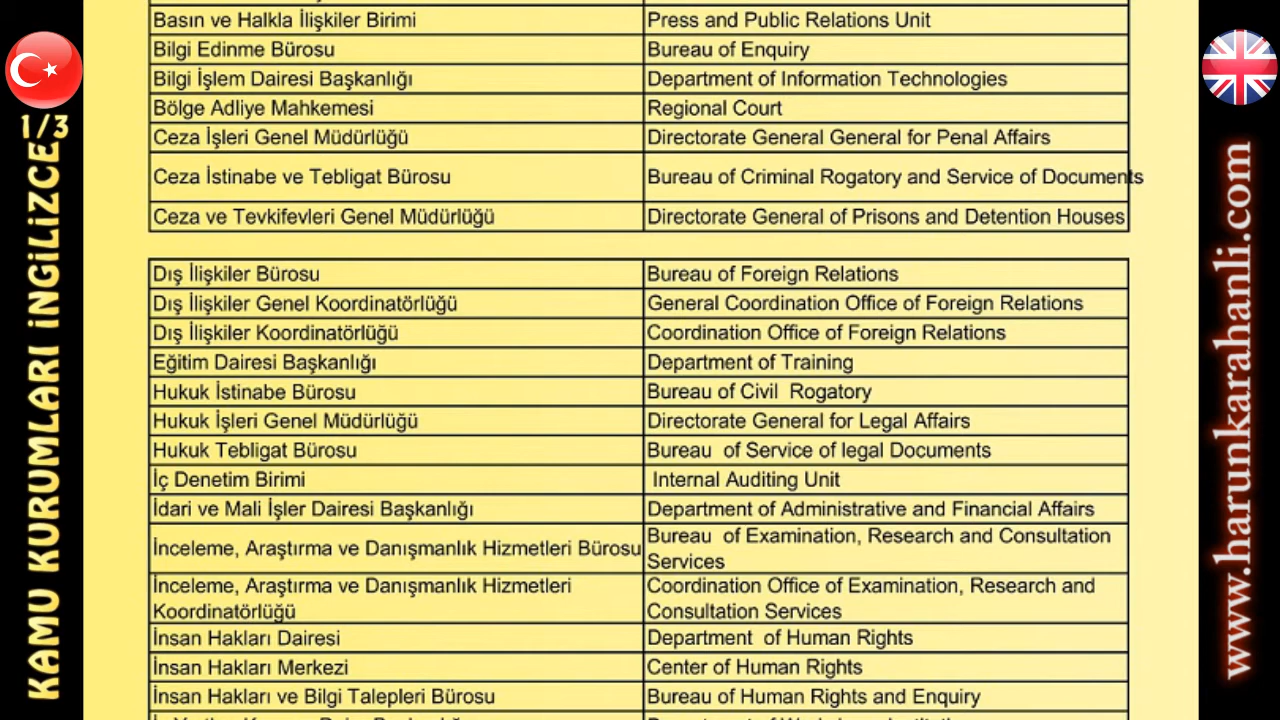 Basın ve Halkla İlişkiler Birimi Press and Public Relations Unit
Bilgi Edinme Bürosu Bureau of Enquiry
Bilgi İşlem Dairesi Başkanlığı Department of Information Technologies
Bölge Adliye Mahkemesi Regional Court
Ceza İşleri Genel Müdürlüğü Directorate General General for Penal Affairs
Ceza İstinabe ve Tebligat Bürosu Bureau of Criminal Rogatory and Service of Documents
Ceza ve Tevkifevleri Genel Müdürlüğü Directorate General of Prisons and Detention Houses
Dış İlişkiler Bürosu Bureau of Foreign Relations
Dış İlişkiler Genel Koordinatörlüğü General Coordination Office of Foreign Relations
Dış İlişkiler Koordinatörlüğü Coordination Office of Foreign Relations
Eğitim Dairesi Başkanlığı Department of Training
Hukuk İstinabe Bürosu Bureau of Civil Rogatory
Hukuk İşleri Genel Müdürlüğü Directorate General for Legal Affairs
Hukuk Tebligat Bürosu Bureau of Service of legal Documents
İç Denetim Birimi Internal Auditing Unit
İdari ve Mali İşler Dairesi Başkanlığı Department of Administrative and Financial Affairs
İnceleme, Araştırma ve Danışmanlık Hizmetleri Bürosu Bureau of Examination, Research and Consultation
Services
İnceleme, Araştırma ve Danışmanlık Hizmetleri Coordination Office of Examination, Research and
Koordinatörlüğü Consultation Services
İnsan Hakları Dairesi Department of Human Rights
İnsan Hakları Merkezi Center of Human Rights
İnsan Hakları ve Bilgi Talepleri Bürosu Bureau of Human Rights and Enquiry
1/3
KAMU KURUMLARI İNGİLİZCE
www.harunkarahanli.com